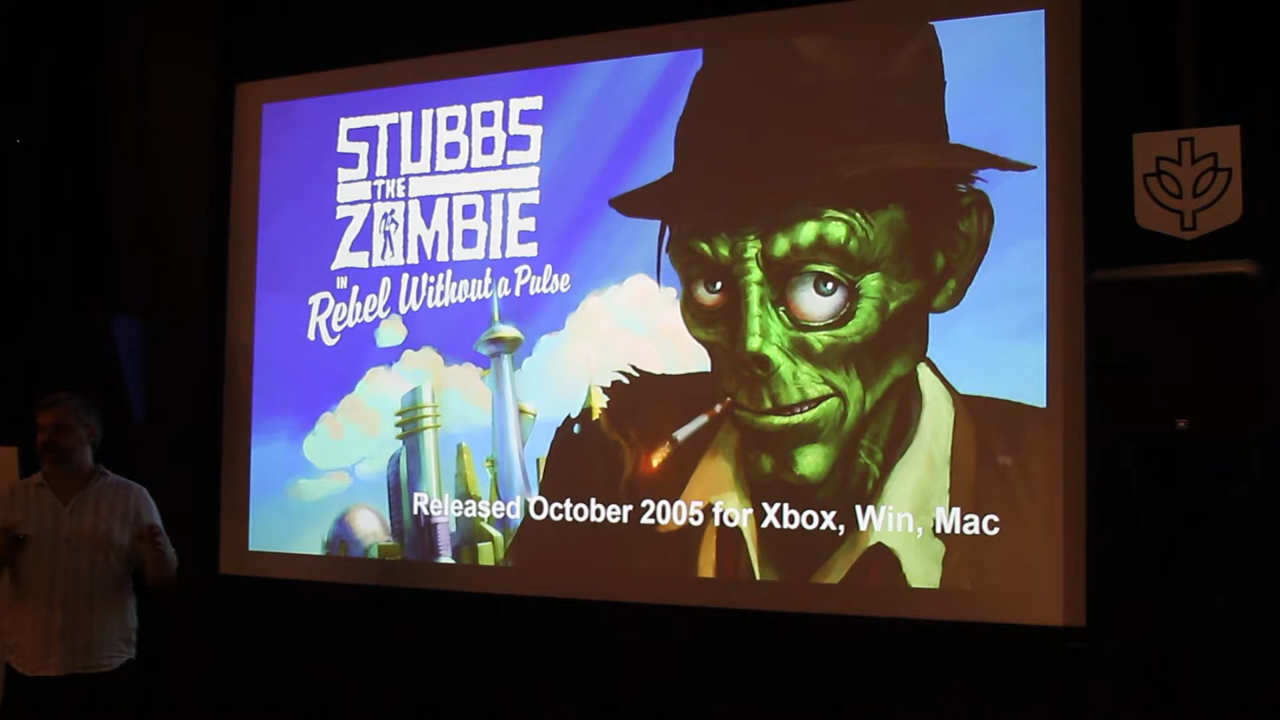 STUBBS
THE
ZOMBIE
IN
Rebel Without a Pulse
Released October 2005 for Xbox, Win, Mac